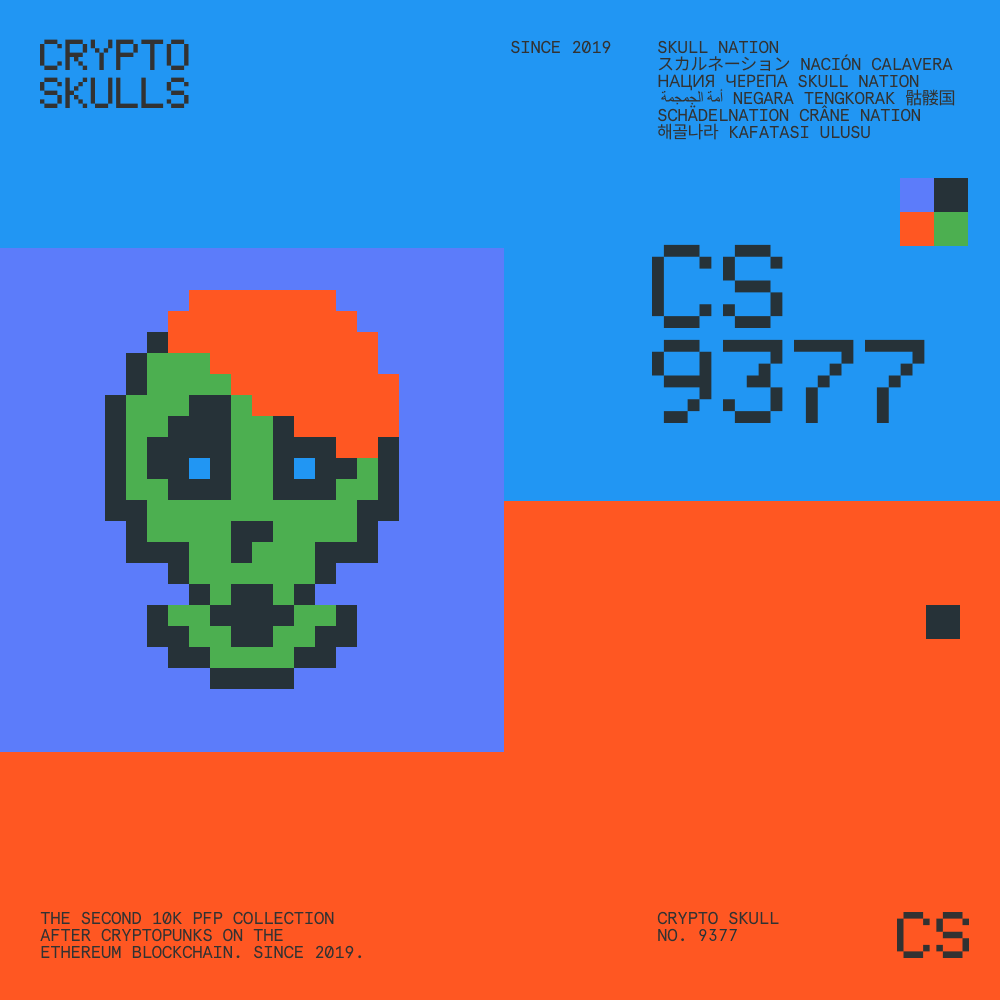 CRYPTO
SKULLS
SINCE 2019
SKULL NATION
スカルネーション NACIÓN CALAVERA
НАЦИЯ ЧЕРЕПА SKULL NATION
أمة الجمجمة NEGARA TENGKORAK 骷髅国
SCHÄDELNATION CRÂNE NATION
해골나라 KAFATASI ULUSU
CS
9377
THE SECOND 10K PFP COLLECTION
AFTER CRYPTOPUNKS ON THE
ETHEREUM BLOCKCHAIN. SINCE 2019.
CRYPTO SKULL
NO. 9377
CS